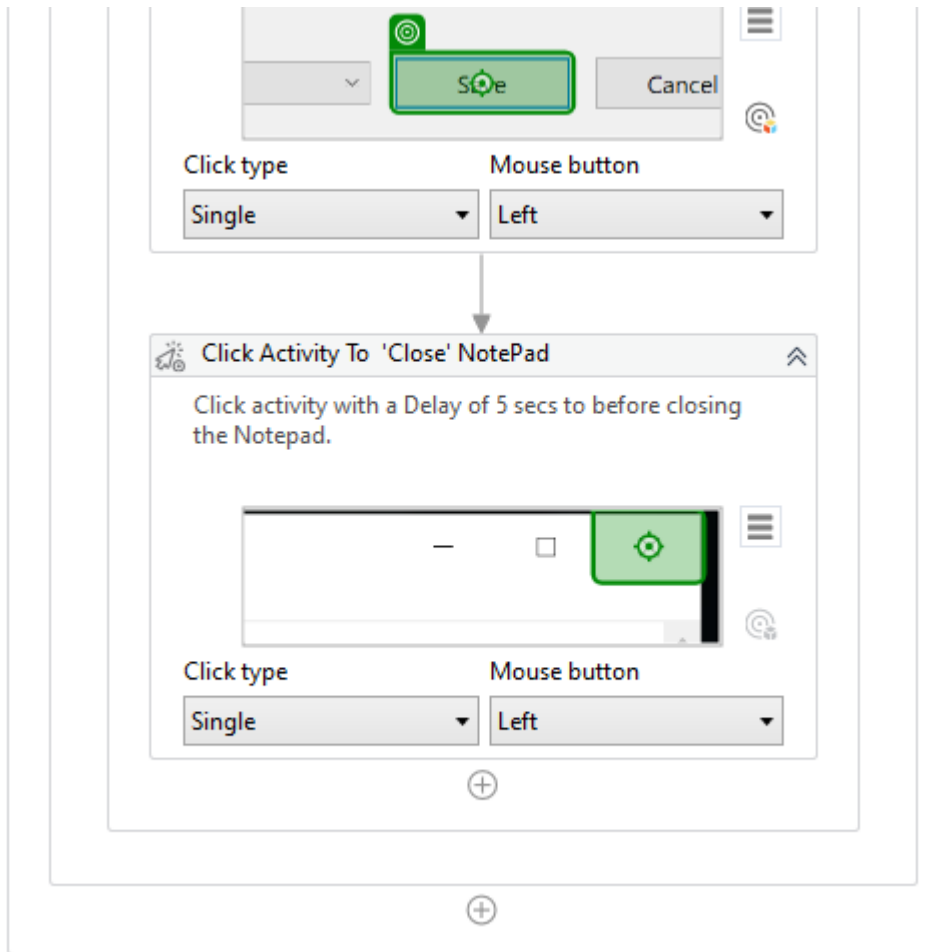 Cancel
Click type Mouse button
Single Left
Click Activity To 'Close' NotePad
Click activity with a Delay of 5 secs to before closing
the Notepad.
Click type Mouse button
Single Left